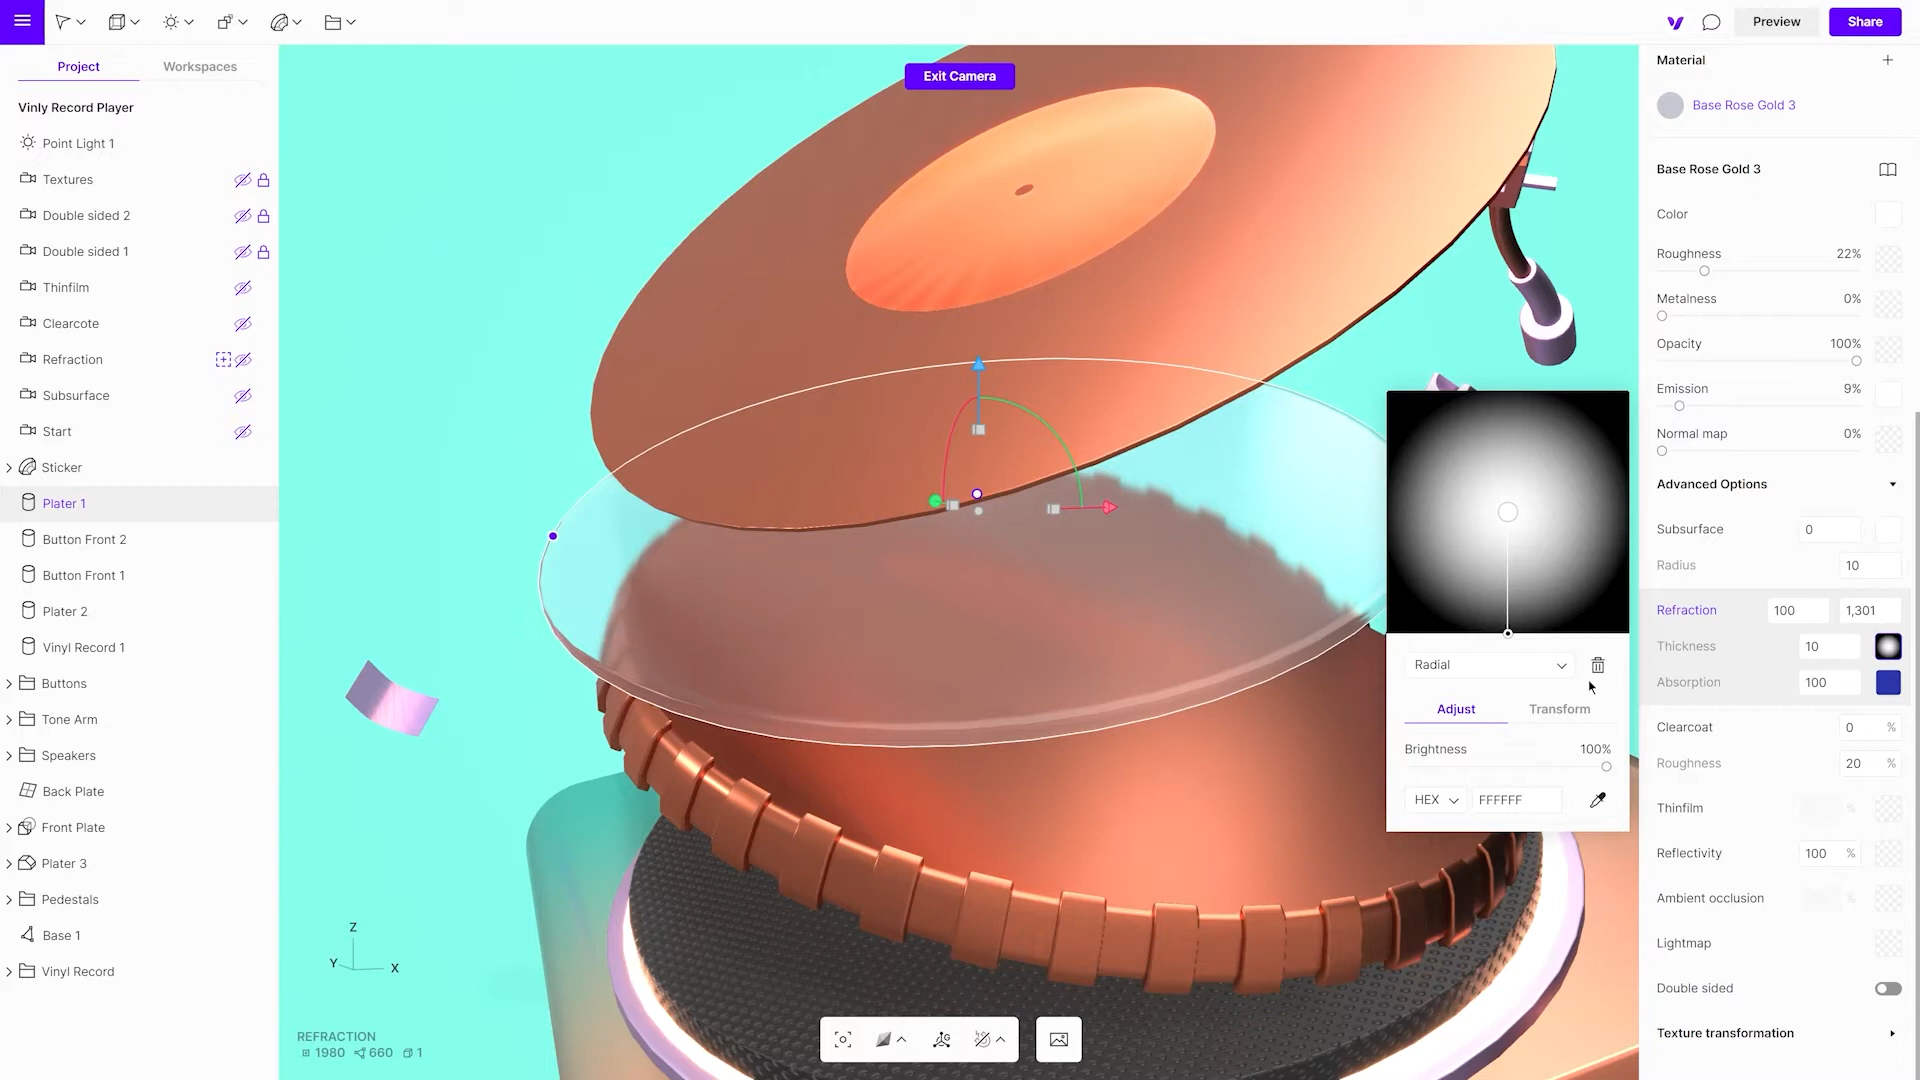 Preview
Share
Project
Workspaces
Vinly Record Player
Point Light 1
Textures
Double sided 2
Double sided 1
Thinfilm
Clearcote
Refraction
Subsurface
Start
Sticker
Plater 1
Button Front 2
Button Front 1
Plater 2
Vinyl Record 1
Buttons
Tone Arm
Speakers
Back Plate
Front Plate
Plater 3
Pedestals
Base 1
Vinyl Record
Exit Camera
Z
Y
X
REFRACTION
1980 660 1
Radial
Adjust
Transform
Brightness 100%
HEX
FFFFFF
Material
Base Rose Gold 3
Base Rose Gold 3
Color
Roughness 22%
Metalness 0%
Opacity 100%
Emission 9%
Normal map 0%
Advanced Options
Subsurface 0
Radius 10
Refraction 100 1,301
Thickness 10
Absorption 100
Clearcoat 0 %
Roughness 20 %
Thinfilm %
Reflectivity 100 %
Ambient occlusion %
Lightmap
Double sided
Texture transformation